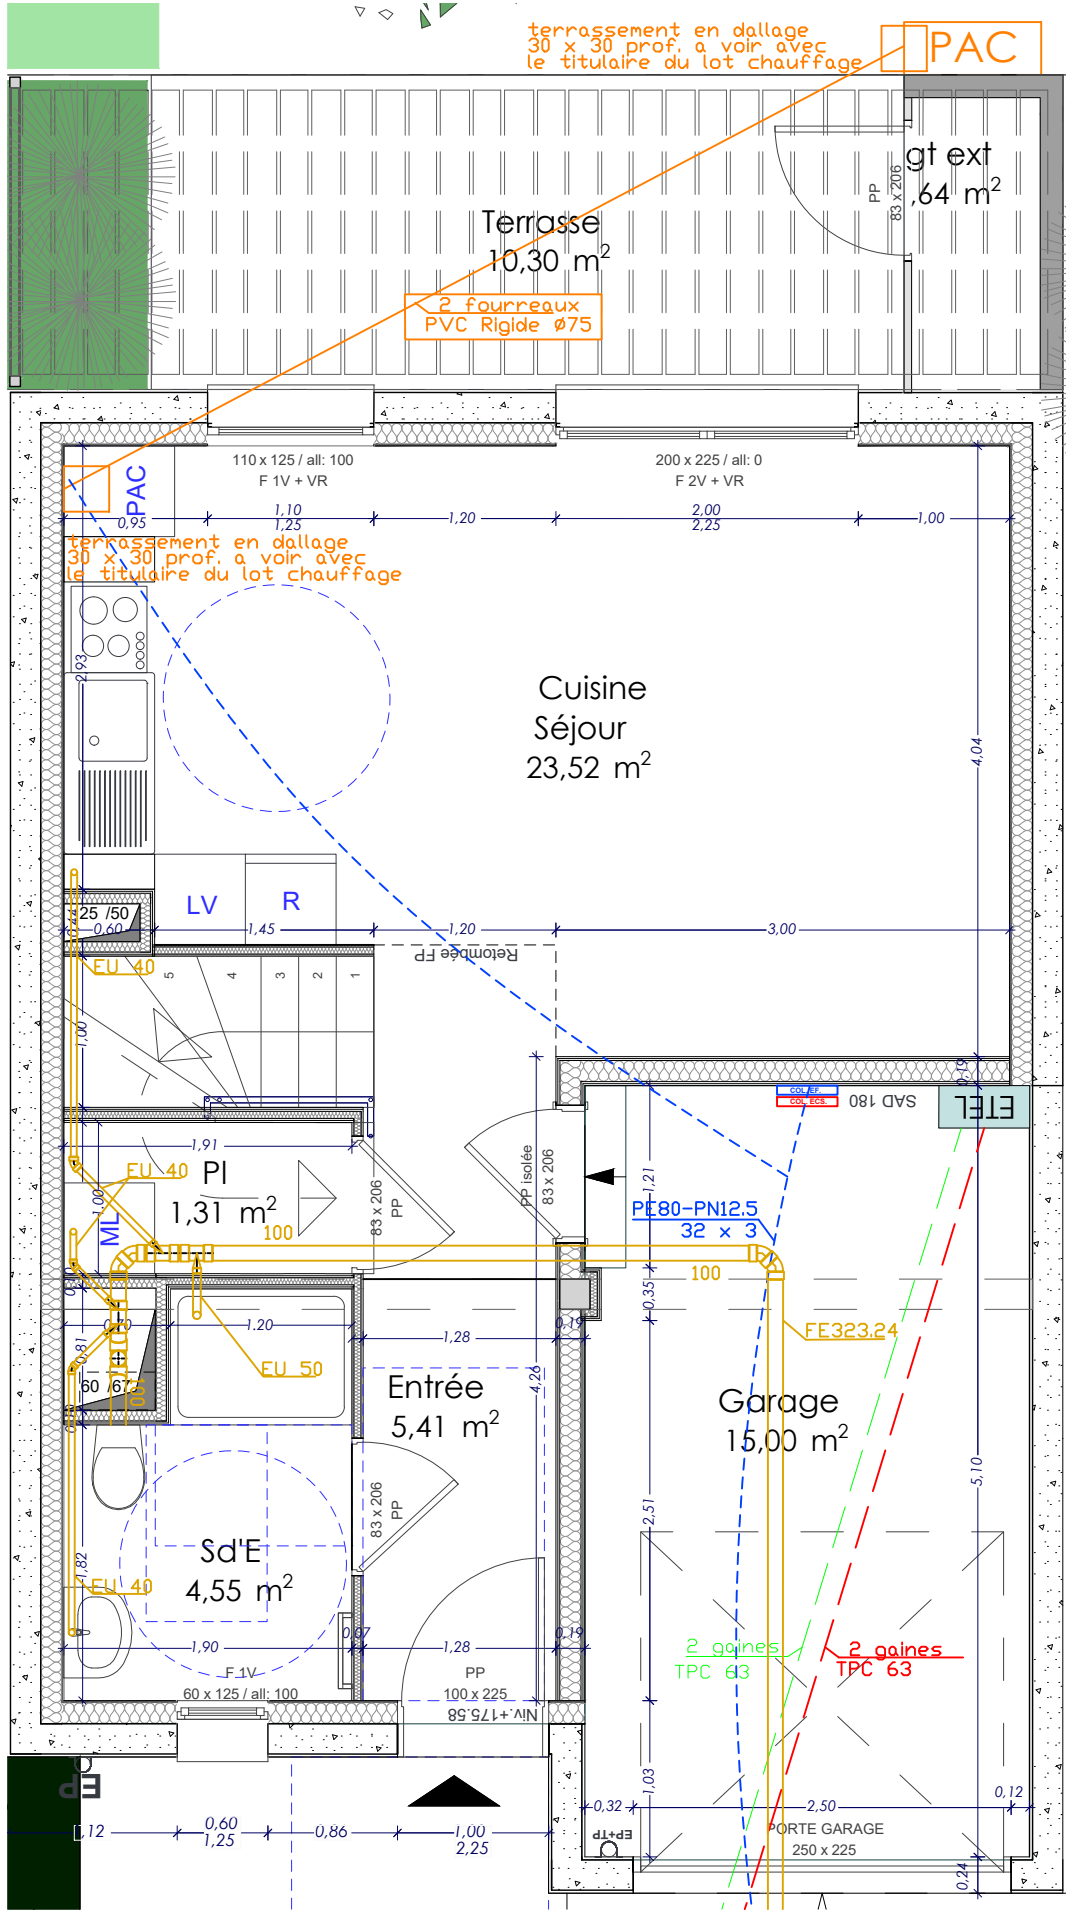 terrassement en dallage
30 x 30 prof. a voir avec
le titulaire du lot chauffage
PAC
gt ext
,64 m²
PP
83 x 206
Terrasse
10,30 m²
2 fourreaux
PVC Rigide Ø75
110 x 125 / all: 100
F 1V + VR
200 x 225 / all: 0
F 2V + VR
PAC
0,95
1,10
1,25
1,20
2,00
2,25
1,00
terrassement en dallage
30 x 30 prof. a voir avec
le titulaire du lot chauffage
2,93
Cuisine
Séjour
23,52 m²
4,04
LV
R
25 /50
0,44
0,60
1,45
1,20
3,00
Retombée FP
EU 40
5
4
3
2
1
1,00
0,19
COL. EF.
COL. ECS.
SAD 180
ETEL
1,91
EU 40
Pl
1,31 m²
1,00
ML
83 x 206
PP
PP isolée
83 x 206
1,21
PE80-PN12.5
32 x 3
100
100
0,35
FE323.24
1.20
1,28
0,19
0,81
EU 50
60 /67
100
4,26
Entrée
5,41 m²
Garage
15,00 m²
5,10
83 x 206
PP
2,51
Sd'E
4,55 m²
1,82
EU 40
1,90
0,07
1,28
0,19
F 1V
60 x 125 / all: 100
PP
100 x 225
Niv.+175.58
2 gaines
TPC 63
2 gaines
TPC 63
1,03
EP
0,32
2,50
0,12
1,12
0,60
1,25
0,86
1,00
2,25
EP+TP
PORTE GARAGE
250 x 225
0,24